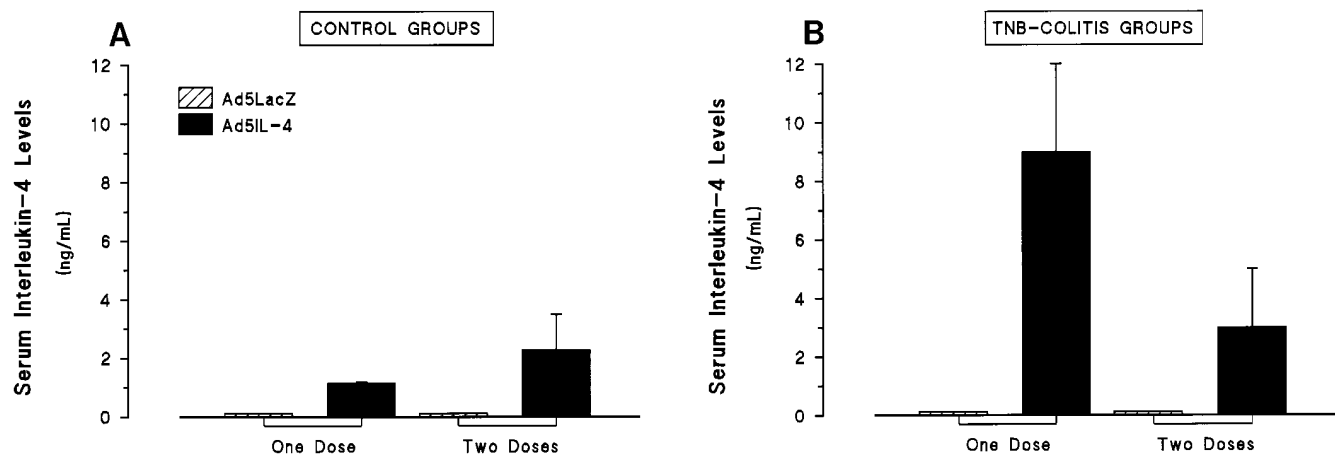 A
CONTROL GROUPS
12
10
8
6
4
2
0
Serum Interleukin-4 Levels
(ng/mL)
Ad5LacZ
Ad5IL-4
One Dose
Two Doses
B
TNB-COLITIS GROUPS
12
10
8
6
4
2
0
Serum Interleukin-4 Levels
(ng/mL)
One Dose
Two Doses